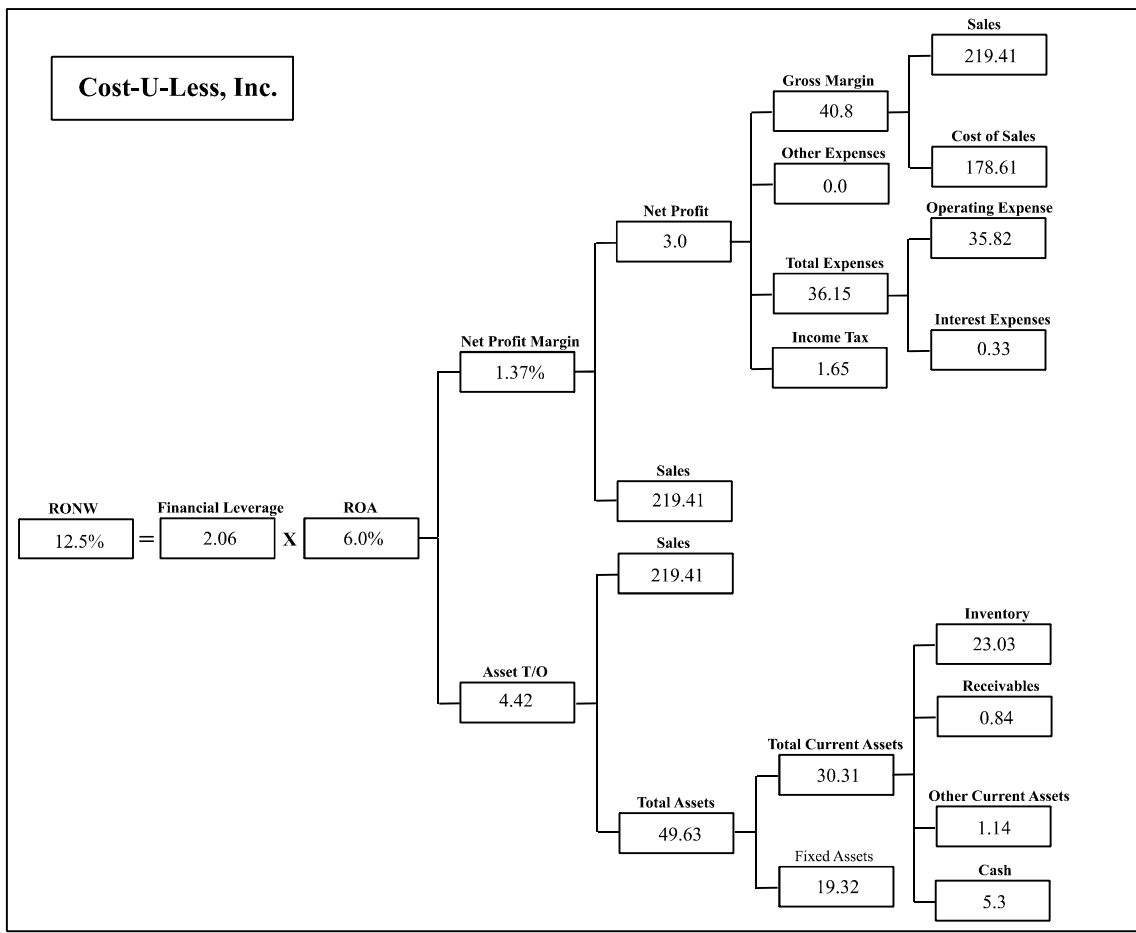 Cost-U-Less, Inc.
Sales
219.41
Gross Margin
40.8
Cost of Sales
178.61
Other Expenses
0.0
Net Profit
3.0
Operating Expense
35.82
Total Expenses
36.15
Interest Expenses
0.33
Income Tax
1.65
Net Profit Margin
1.37%
Sales
219.41
RONW
12.5%
=
Financial Leverage
2.06
X
ROA
6.0%
Sales
219.41
Asset T/O
4.42
Inventory
23.03
Receivables
0.84
Total Current Assets
30.31
Other Current Assets
1.14
Total Assets
49.63
Fixed Assets
19.32
Cash
5.3